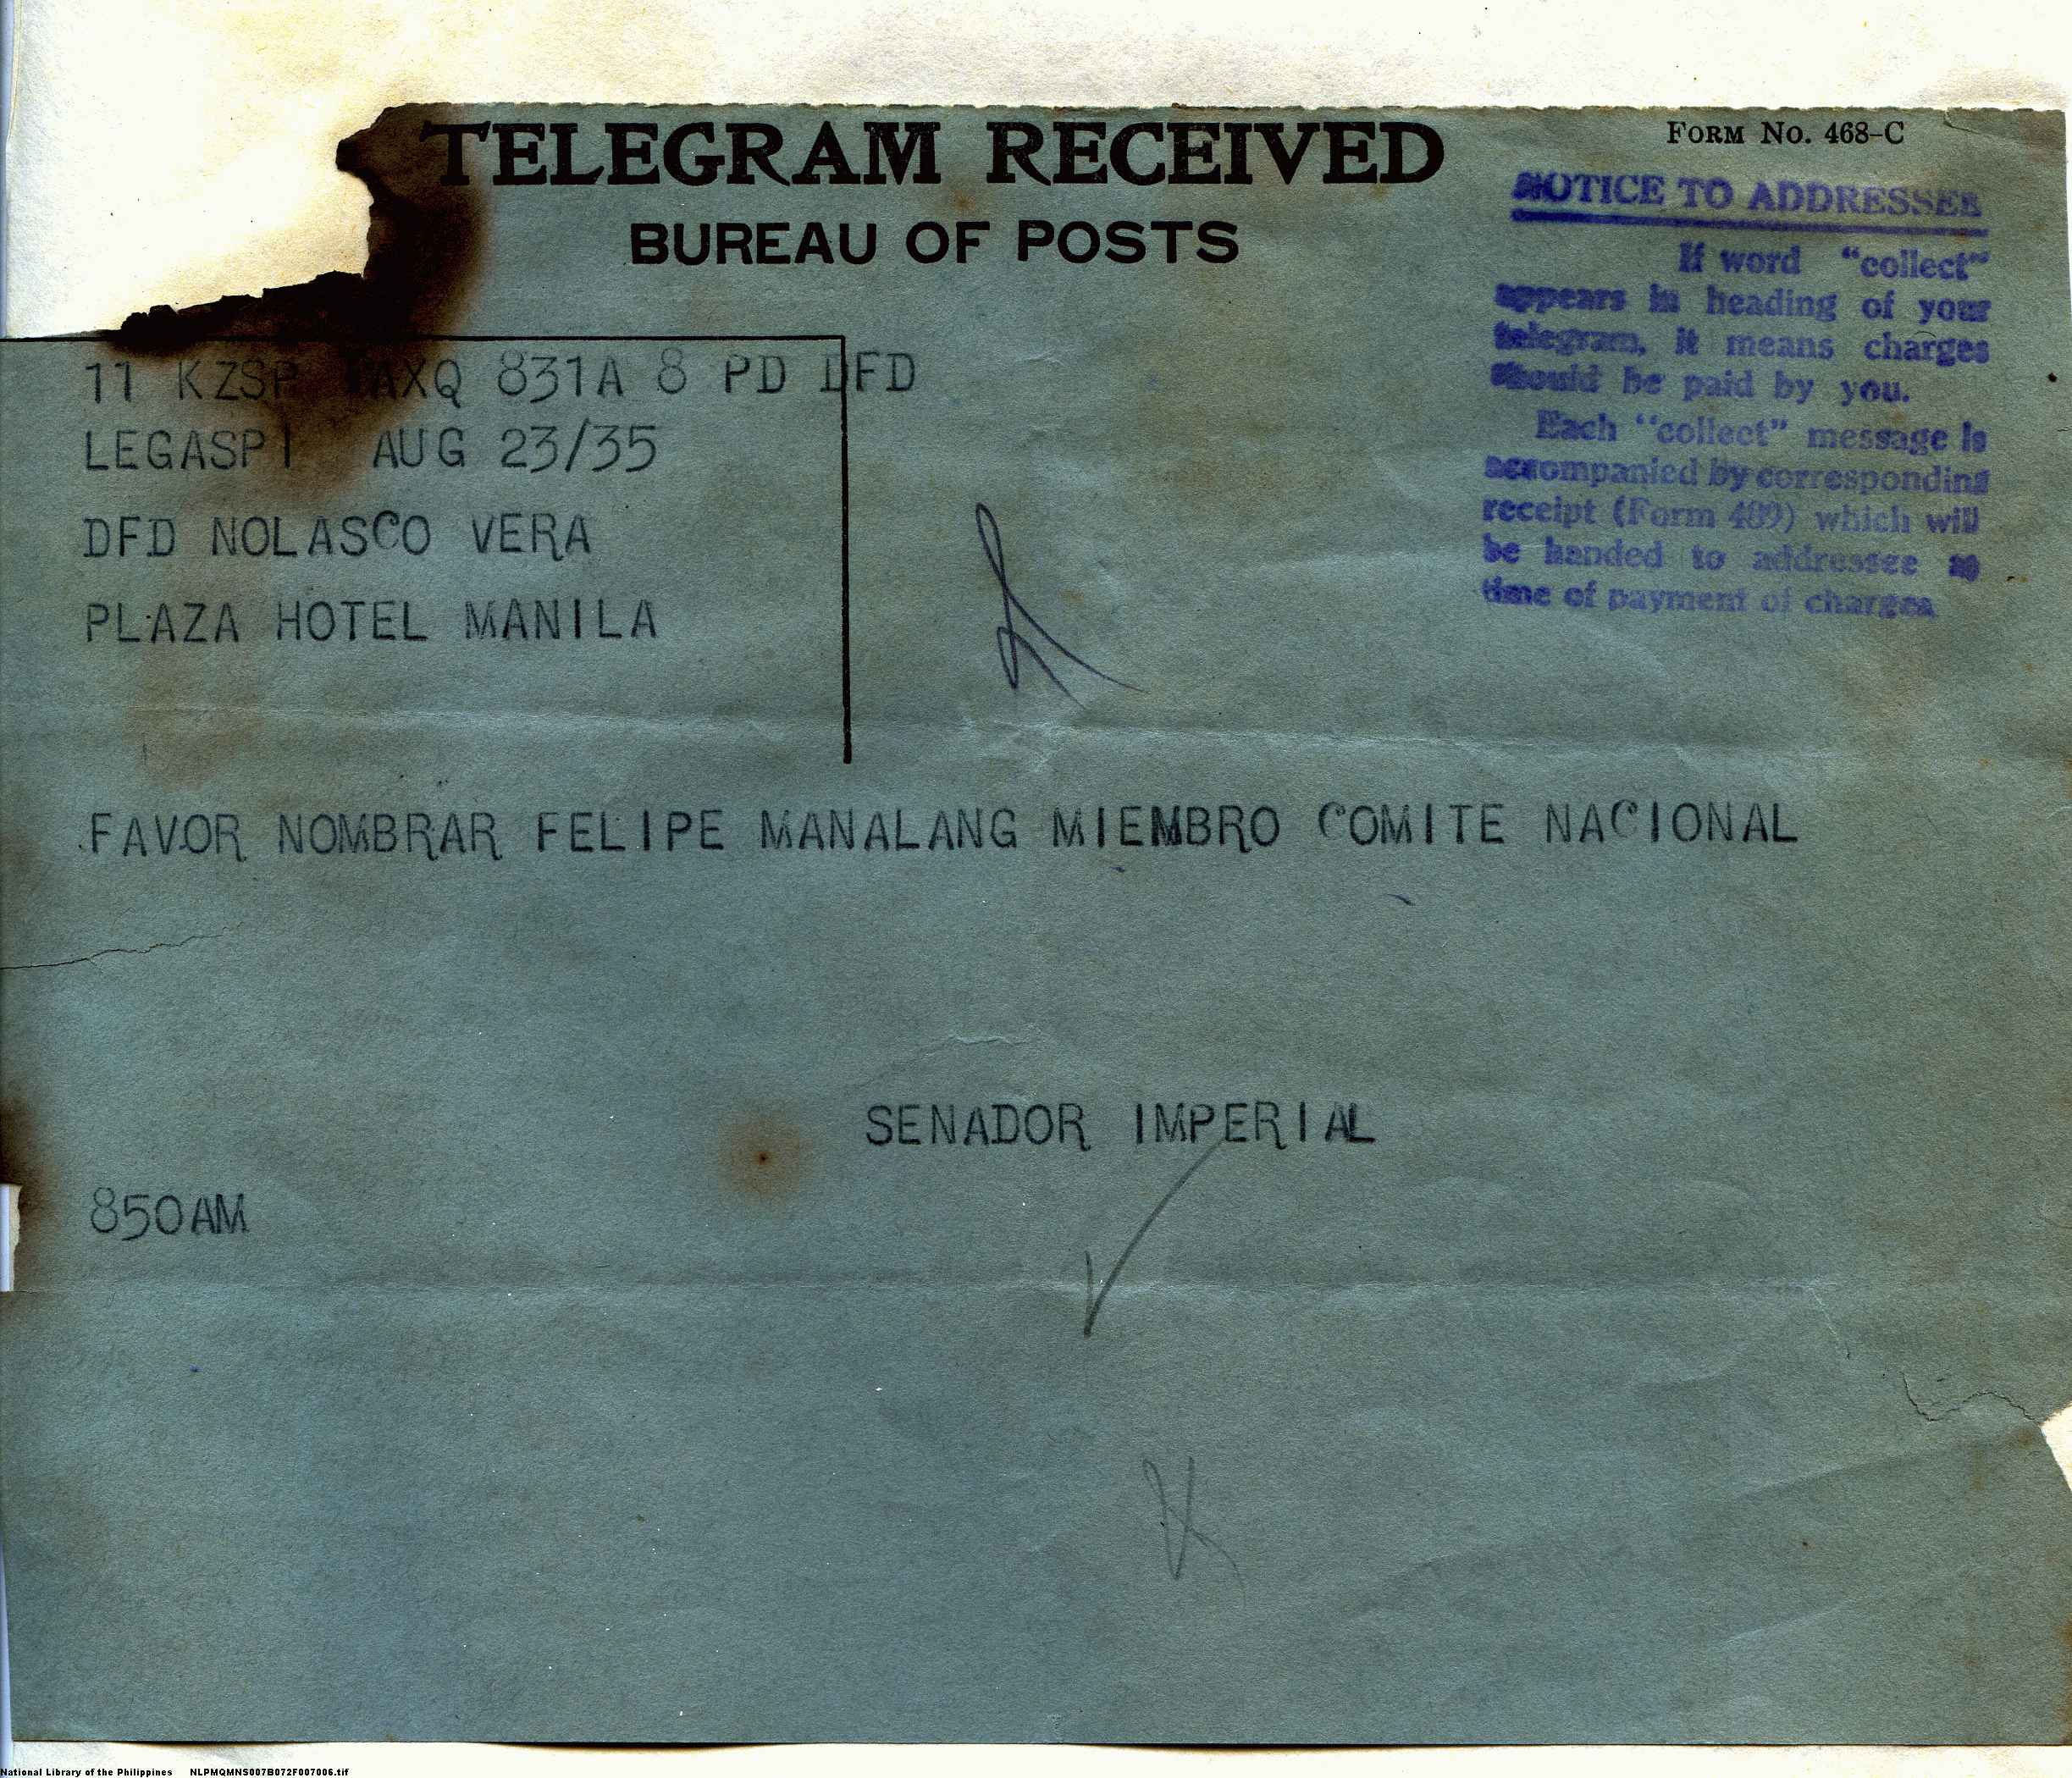 TELEGRAM RECEIVED
BUREAU OF POSTS
FORM NO. 468-C
NOTICE TO ADDRESSEE
If word "collect"
appears in heading of your
telegram, it means charges
should be paid by you.
Each "collect" message is
accompanied by corresponding
receipt (Form 489) which will
be handed to addressee
time of payment of charges
11 KZSP AXQ 831A 8 PD DFD
LEGASPI AUG 23/35
DFD NOLASCO VERA
PLAZA HOTEL MANILA
FAVOR NOMBRAR FELIPE MANALANG MIEMBRO COMITE NACIONAL
SENADOR IMPERIAL
850AM
National Library of the Philippines NLPMQMNS007B072F007006.tif